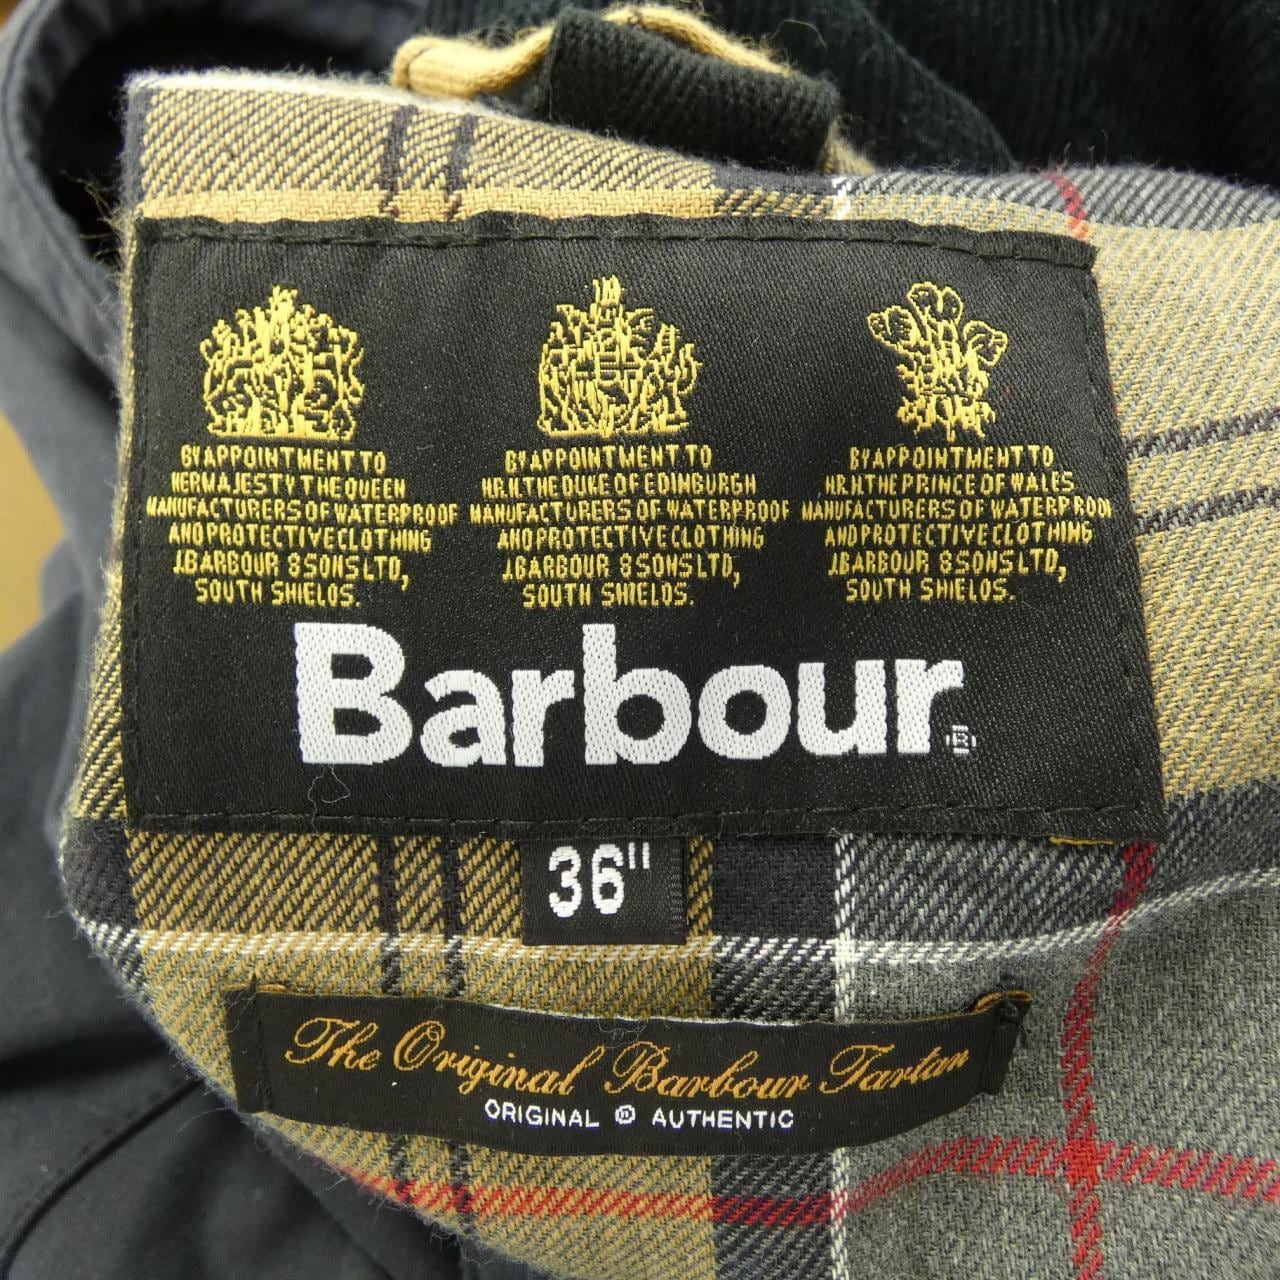 BY APPOINTMENT TO
HER MAJESTY THE QUEEN
MANUFACTURERS OF WATERPROOF
AND PROTECTIVE CLOTHING
J.BARBOUR & SONS LTD,
SOUTH SHIELDS.
BY APPOINTMENT TO
H.R.H. THE DUKE OF EDINBURGH
MANUFACTURERS OF WATERPROOF
AND PROTECTIVE CLOTHING
J.BARBOUR & SONS LTD,
SOUTH SHIELDS.
BY APPOINTMENT TO
H.R.H. THE PRINCE OF WALES
MANUFACTURERS OF WATERPROOF
AND PROTECTIVE CLOTHING
J.BARBOUR & SONS LTD,
SOUTH SHIELDS.
Barbour®
36"
The Original Barbour Tartan
ORIGINAL ® AUTHENTIC